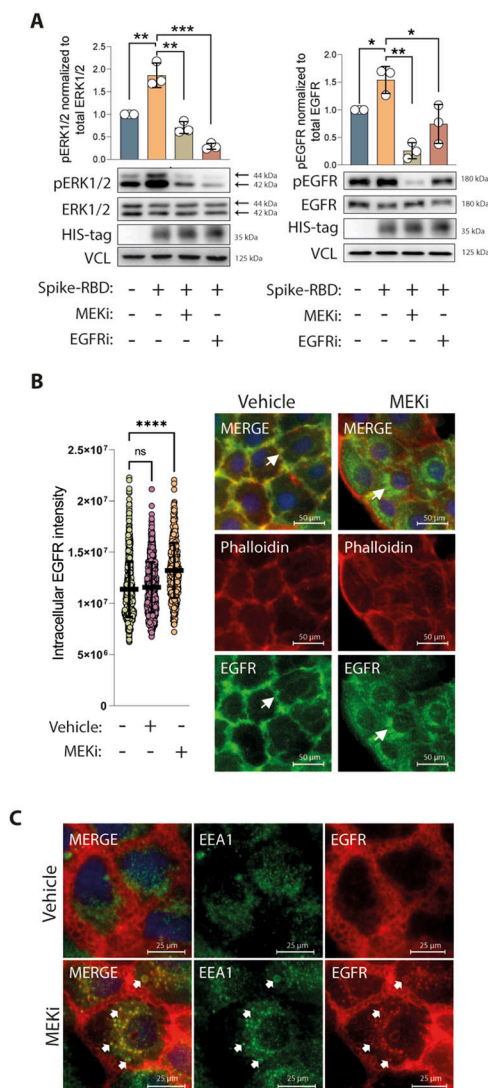 A
pERK1/2 normalized to
total ERK1/2
2.5
2.0
1.5
1.0
0.5
0.0
** ***
**
pERK1/2
44 kDa
42 kDa
ERK1/2
44 kDa
42 kDa
HIS-tag
35 kDa
VCL
125 kDa
Spike-RBD: - + + +
MEKi: - - + -
EGFRi: - - - +
pEGFR normalized to
total EGFR
2.0
1.5
1.0
0.5
0.0
* *
**
pEGFR
180 kDa
EGFR
180 kDa
HIS-tag
35 kDa
VCL
125 kDa
Spike-RBD: - + + +
MEKi: - - + -
EGFRi: - - - +
B
Intracellular EGFR intensity
2.5×10⁷
2.0×10⁷
1.5×10⁷
1.0×10⁷
5×10⁶
0
****
ns
Vehicle: - + -
MEKi: - - +
Vehicle MEKi
MERGE MERGE
50 µm 50 µm
Phalloidin Phalloidin
50 µm 50 µm
EGFR EGFR
50 µm 50 µm
C
Vehicle
MERGE EEA1 EGFR
25 µm 25 µm 25 µm
MEKi
MERGE EEA1 EGFR
25 µm 25 µm 25 µm